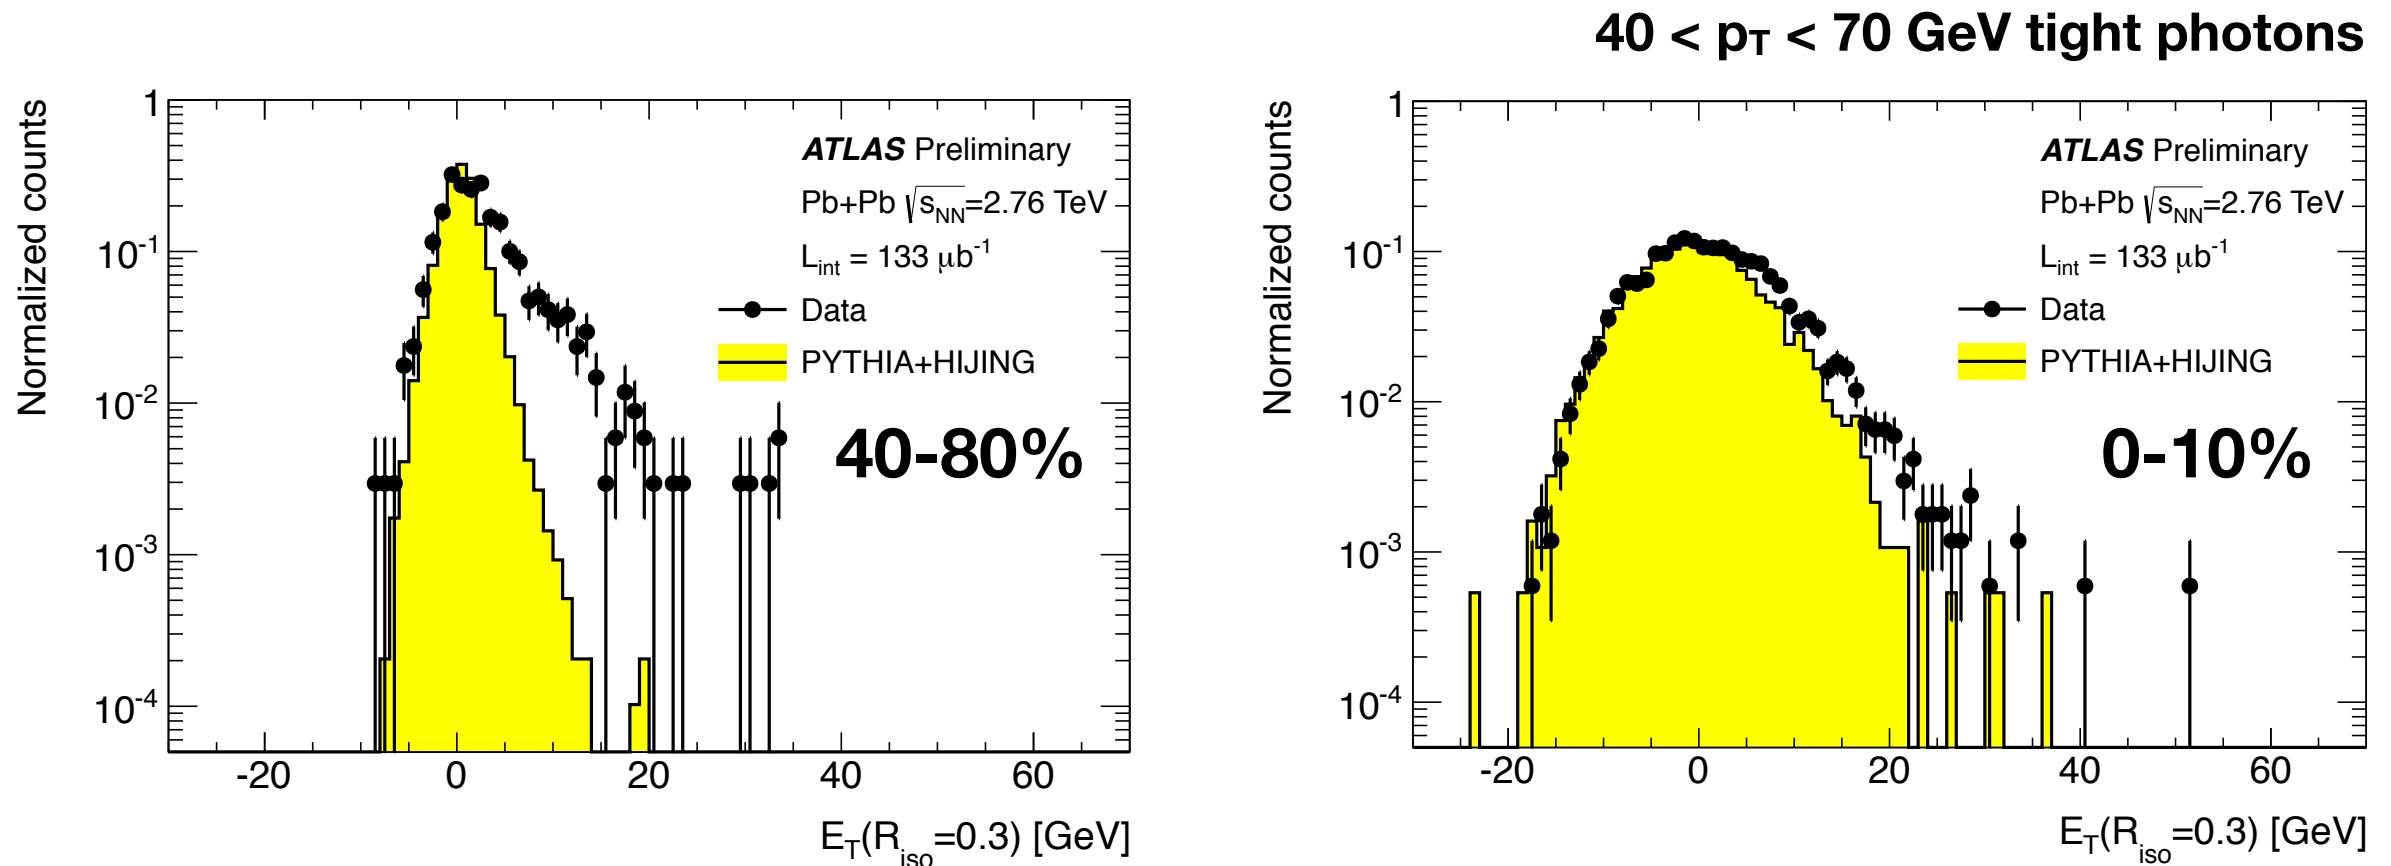 40 < pT < 70 GeV tight photons
Normalized counts
1
10-1
10-2
10-3
10-4
ATLAS Preliminary
Pb+Pb √sNN=2.76 TeV
Lint = 133 μb-1
Data
PYTHIA+HIJING
40-80%
-20 0 20 40 60
ET(Riso=0.3) [GeV]
Normalized counts
1
10-1
10-2
10-3
10-4
ATLAS Preliminary
Pb+Pb √sNN=2.76 TeV
Lint = 133 μb-1
Data
PYTHIA+HIJING
0-10%
-20 0 20 40 60
ET(Riso=0.3) [GeV]